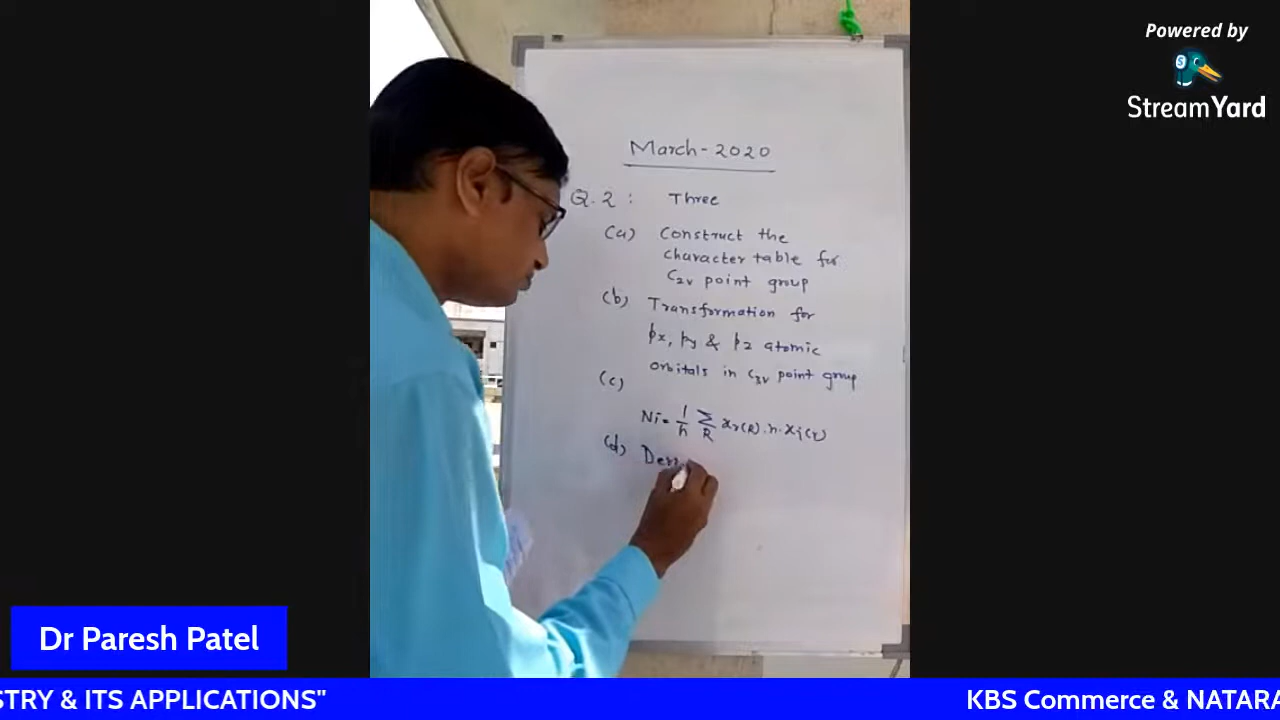 Powered by
StreamYard
March - 2020
Q. 2 : Three
(a) Construct the
character table for
C2v point group
(b) Transformation for
px, py & pz atomic
orbitals in C3v point group
(c)
Ni = 1/h Σ R χr(R) . n . χi(r)
(d) Deri
Dr Paresh Patel
STRY & ITS APPLICATIONS" KBS Commerce & NATARA